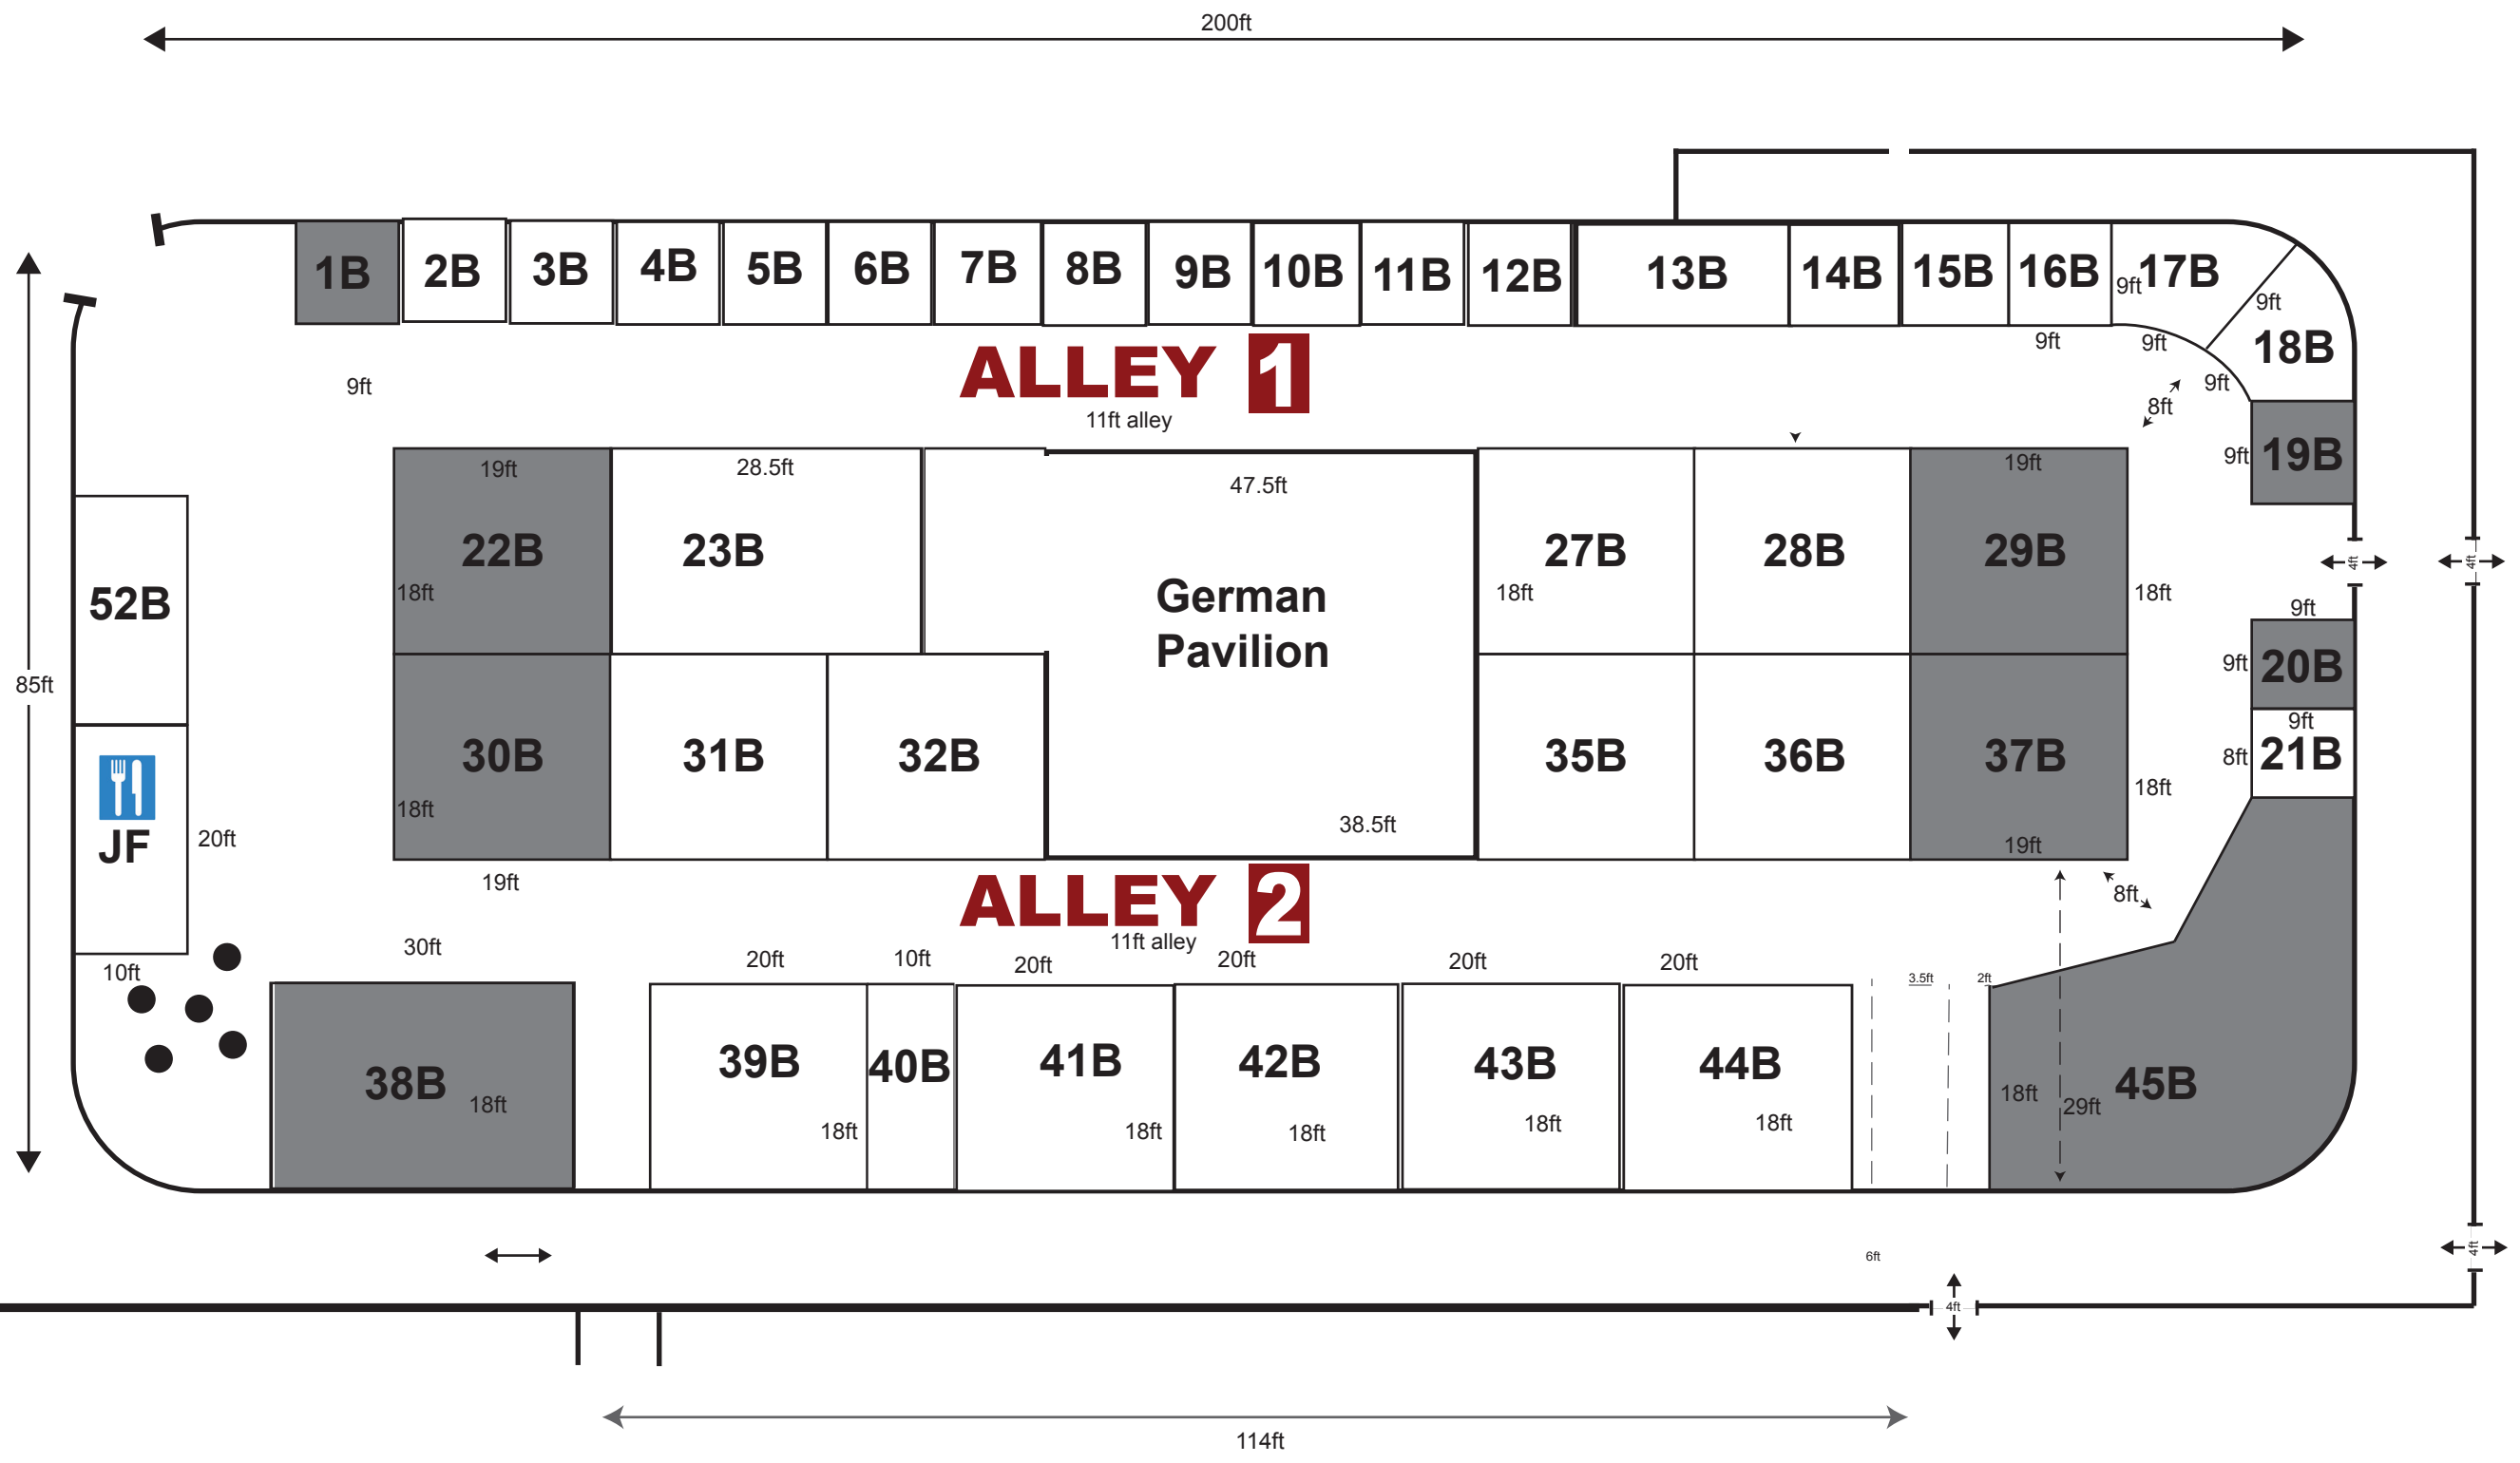 200ft
1B 2B 3B 4B 5B 6B 7B 8B 9B 10B 11B 12B 13B 14B 15B 16B 9ft 17B
9ft
18B
9ft 9ft
9ft
ALLEY 1
9ft
11ft alley
8ft
19ft 28.5ft 47.5ft 19ft
9ft 19B
22B 23B 27B 28B 29B
4ft 4ft
18ft 18ft 18ft
52B
German
Pavilion
9ft
9ft 20B
85ft
9ft
8ft 21B
30B 31B 32B 35B 36B 37B
18ft 18ft
JF 20ft
38.5ft 19ft
19ft
ALLEY 2
8ft
11ft alley
30ft 20ft 10ft 20ft 20ft 20ft 20ft
10ft
3.5ft 2ft
38B 39B 40B 41B 42B 43B 44B 45B
18ft 18ft 18ft 18ft 18ft 18ft 18ft 29ft
6ft
4ft
4ft
114ft